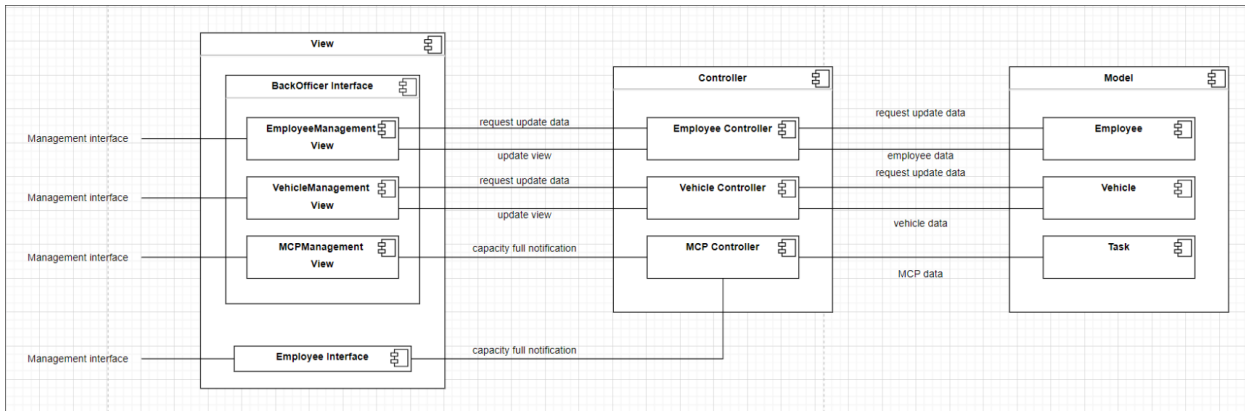 View
Controller
Model
BackOfficer Interface
Management interface
EmployeeManagement
View
request update data
update view
Employee Controller
request update data
employee data
Employee
Management interface
VehicleManagement
View
request update data
update view
Vehicle Controller
request update data
vehicle data
Vehicle
Management interface
MCPManagement
View
capacity full notification
MCP Controller
MCP data
Task
Management interface
Employee Interface
capacity full notification